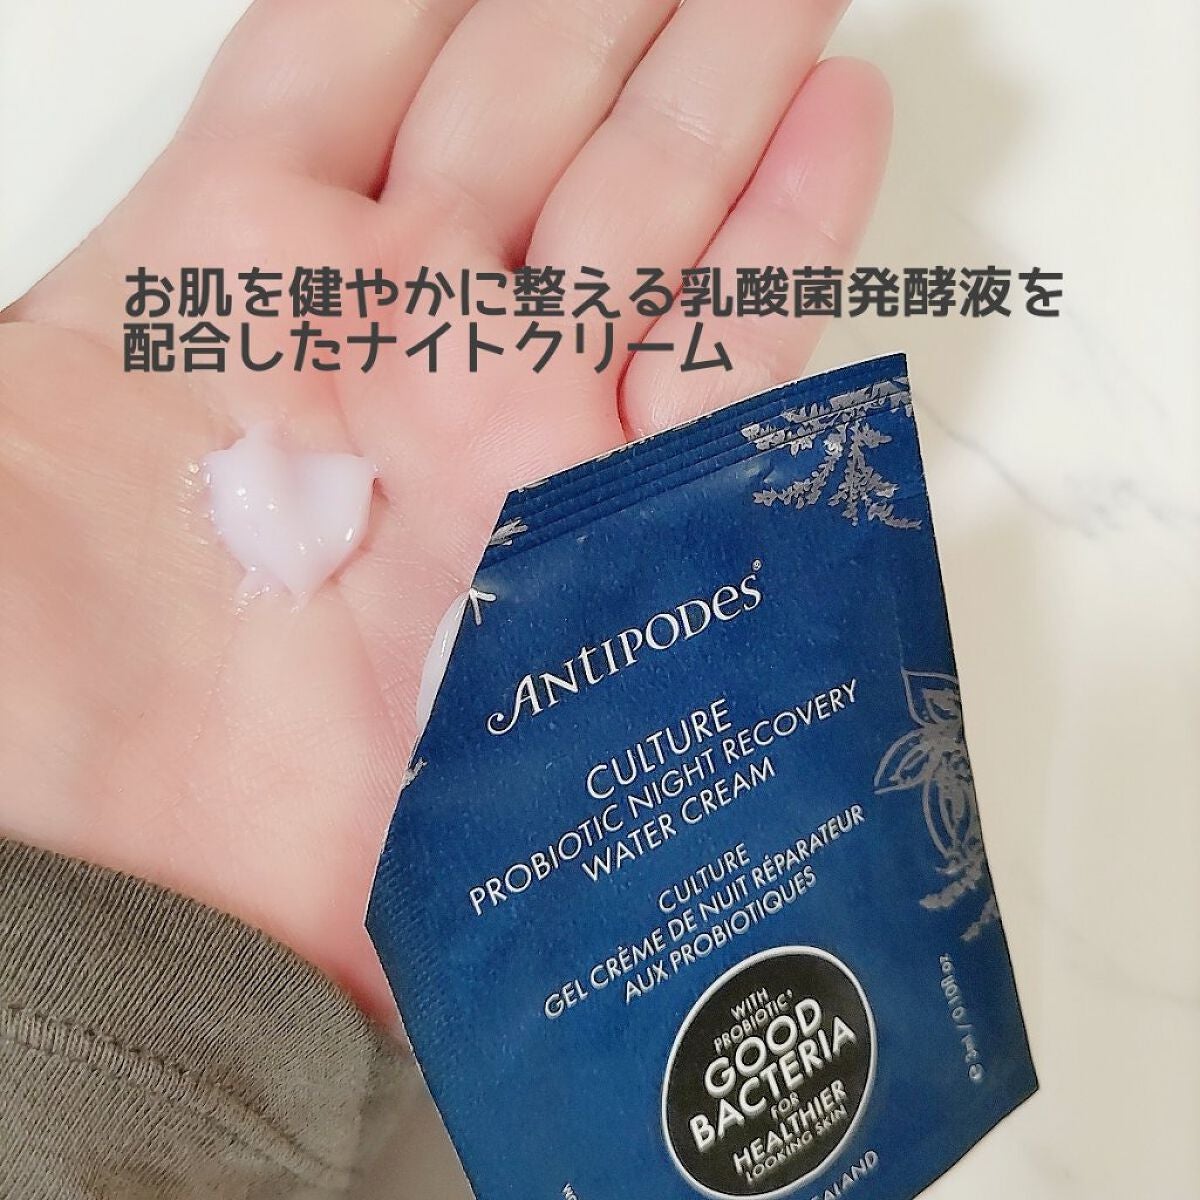 お肌を健やかに整える乳酸菌発酵液を
配合したナイトクリーム
ANTIPODES®
CULTURE
PROBIOTIC NIGHT RECOVERY
WATER CREAM
CULTURE
GEL CRÈME DE NUIT RÉPARATEUR
AUX PROBIOTIQUES
WITH
PROBIOTIC*
GOOD
BACTERIA
FOR
HEALTHIER
LOOKING SKIN